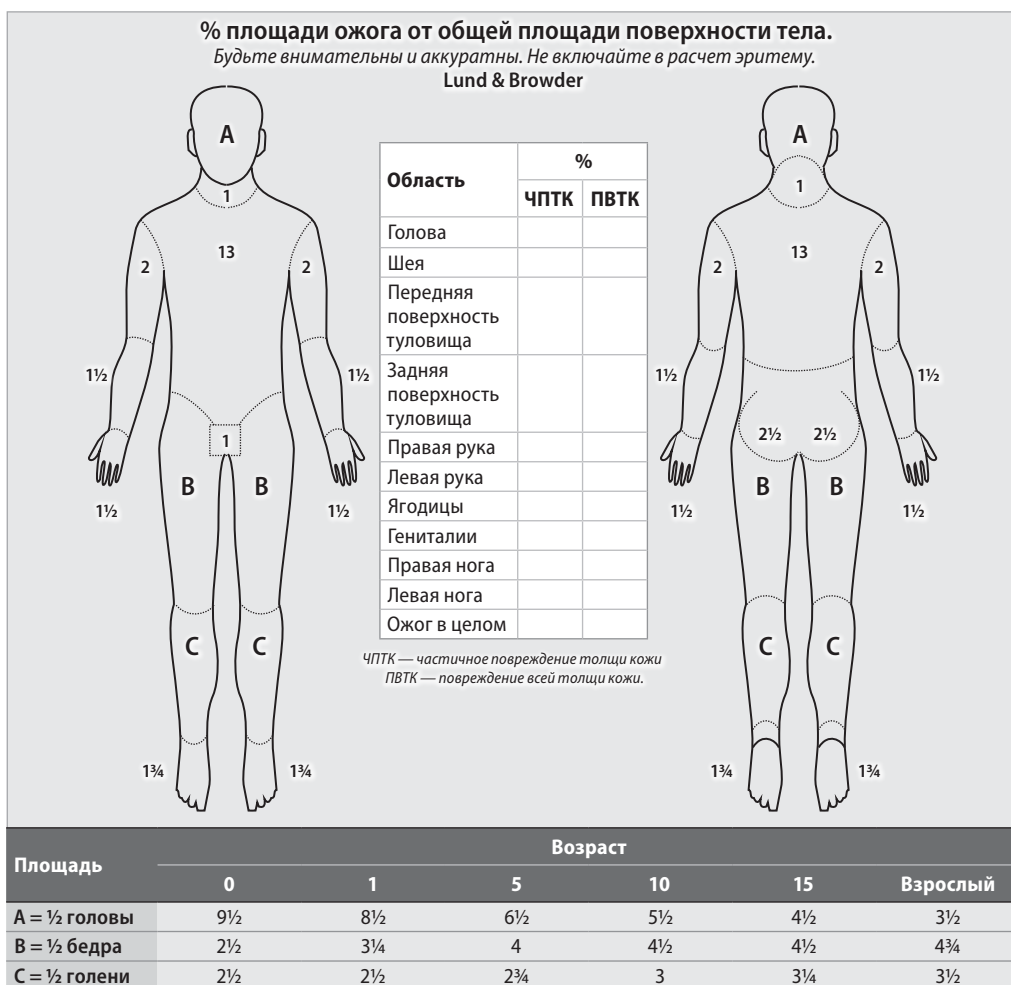 % площади ожога от общей площади поверхности тела.
Будьте внимательны и аккуратны. Не включайте в расчет эритему.
Lund & Browder
A
1
13
2 2
1½ 1½
1
B B
1½ 1½
C C
1¾ 1¾
Область %
ЧПТК ПВТК
Голова
Шея
Передняя
поверхность
туловища
Задняя
поверхность
туловища
Правая рука
Левая рука
Ягодицы
Гениталии
Правая нога
Левая нога
Ожог в целом
ЧПТК — частичное повреждение толщи кожи
ПВТК — повреждение всей толщи кожи.
A
1
13
2 2
1½ 1½
2½ 2½
B B
1½ 1½
C C
1¾ 1¾
Площадь Возраст
0 1 5 10 15 Взрослый
A = ½ головы 9½ 8½ 6½ 5½ 4½ 3½
B = ½ бедра 2½ 3¼ 4 4½ 4½ 4¾
C = ½ голени 2½ 2½ 2¾ 3 3¼ 3½